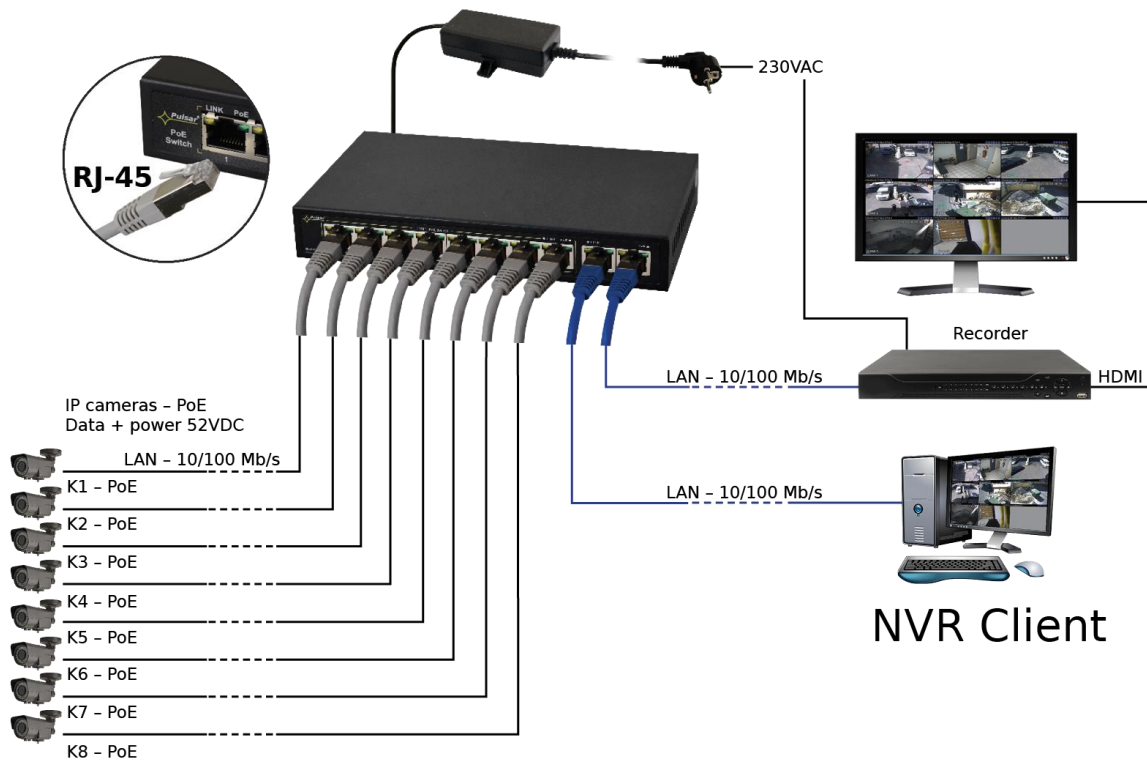 230VAC
LINK PoE
Pulsar
PoE
Switch
1
RJ-45
Recorder
HDMI
LAN – 10/100 Mb/s
IP cameras – PoE
Data + power 52VDC
LAN – 10/100 Mb/s
K1 – PoE
K2 – PoE
K3 – PoE
K4 – PoE
K5 – PoE
K6 – PoE
K7 – PoE
K8 – PoE
LAN – 10/100 Mb/s
NVR Client